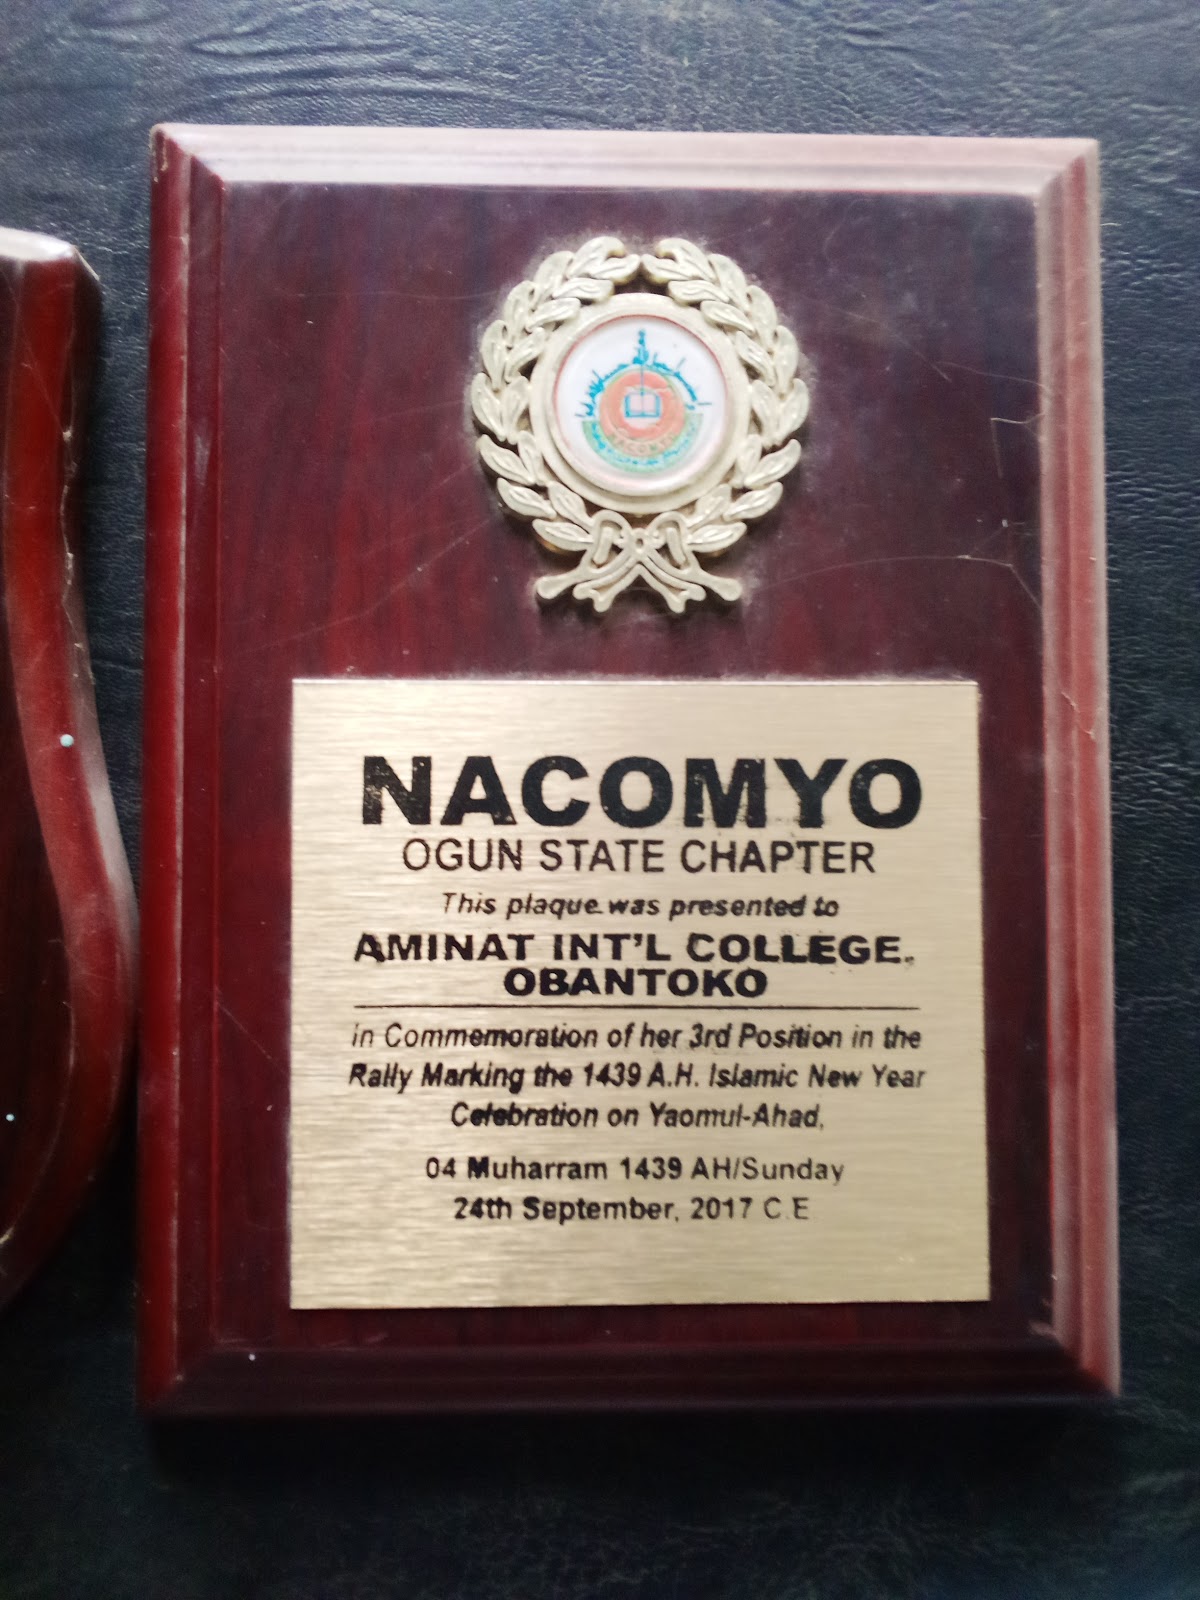 NACOMYO
NACOMYO
OGUN STATE CHAPTER
This plaque was presented to
AMINAT INT'L COLLEGE.
OBANTOKO
in Commemoration of her 3rd Position in the
Rally Marking the 1439 A.H. Islamic New Year
Celebration on Yaomul-Ahad,
04 Muharram 1439 AH/Sunday
24th September, 2017 C.E